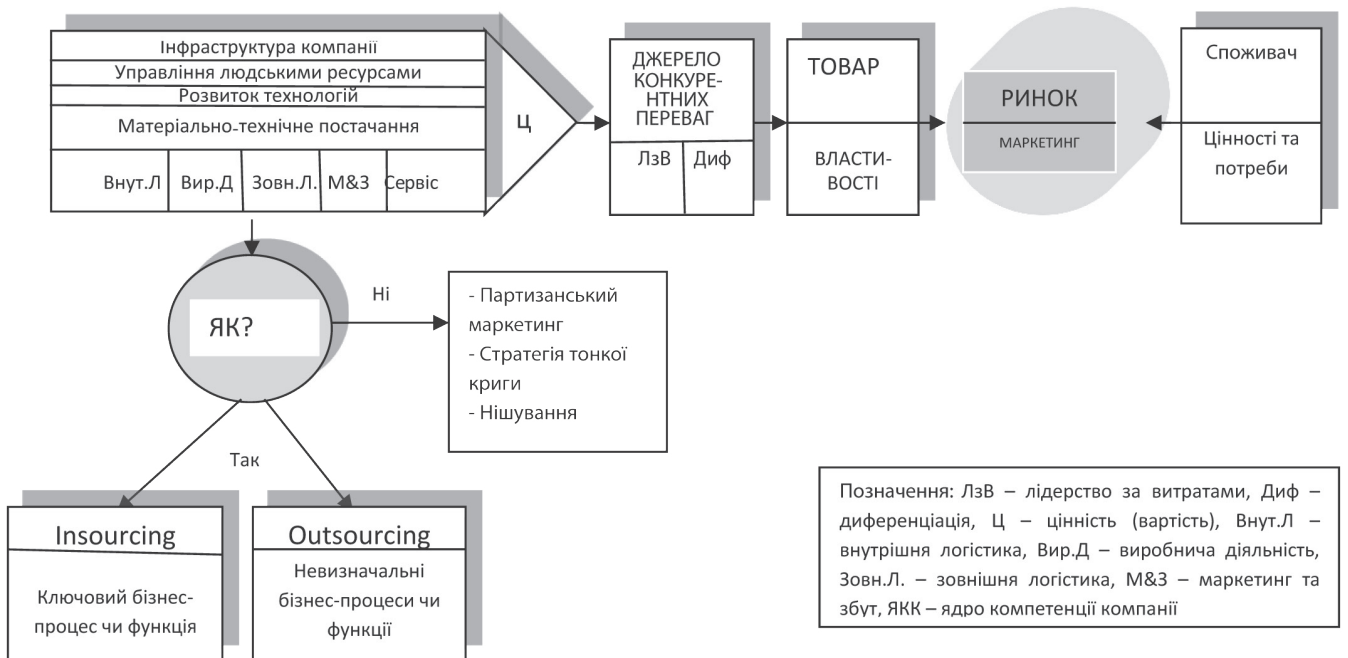 Інфраструктура компанії
Управління людськими ресурсами
Розвиток технологій
Матеріально-технічне постачання
Внут.Л
Вир.Д
Зовн.Л.
М&З
Сервіс
Ц
ДЖЕРЕЛО
КОНКУРЕ-
НТНИХ
ПЕРЕВАГ
ЛзВ
Диф
ТОВАР
ВЛАСТИ-
ВОСТІ
РИНОК
МАРКЕТИНГ
Споживач
Цінності та
потреби
ЯК?
Ні
- Партизанський
маркетинг
- Стратегія тонкої
криги
- Нішування
Так
Insourcing
Ключовий бізнес-
процес чи функція
Outsourcing
Невизначальні
бізнес-процеси чи
функції
Позначення: ЛзВ – лідерство за витратами, Диф –
диференціація, Ц – цінність (вартість), Внут.Л –
внутрішня логістика, Вир.Д – виробнича діяльність,
Зовн.Л. – зовнішня логістика, М&З – маркетинг та
збут, ЯКК – ядро компетенції компанії